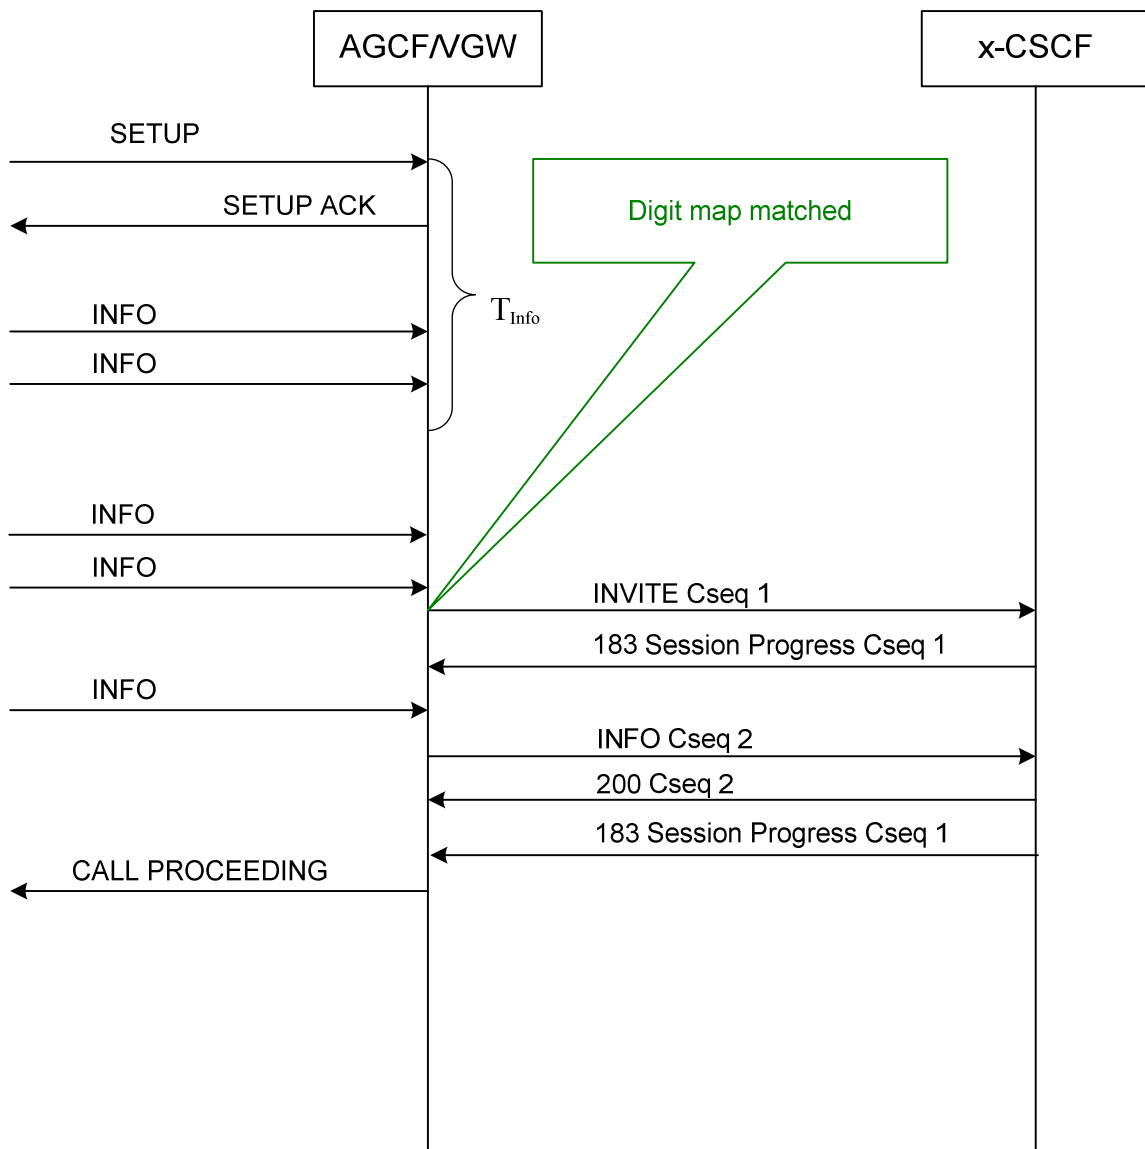 AGCF/VGW
x-CSCF
SETUP
SETUP ACK
Digit map matched
INFO
TInfo
INFO
INFO
INFO
INVITE Cseq 1
183 Session Progress Cseq 1
INFO
INFO Cseq 2
200 Cseq 2
183 Session Progress Cseq 1
CALL PROCEEDING